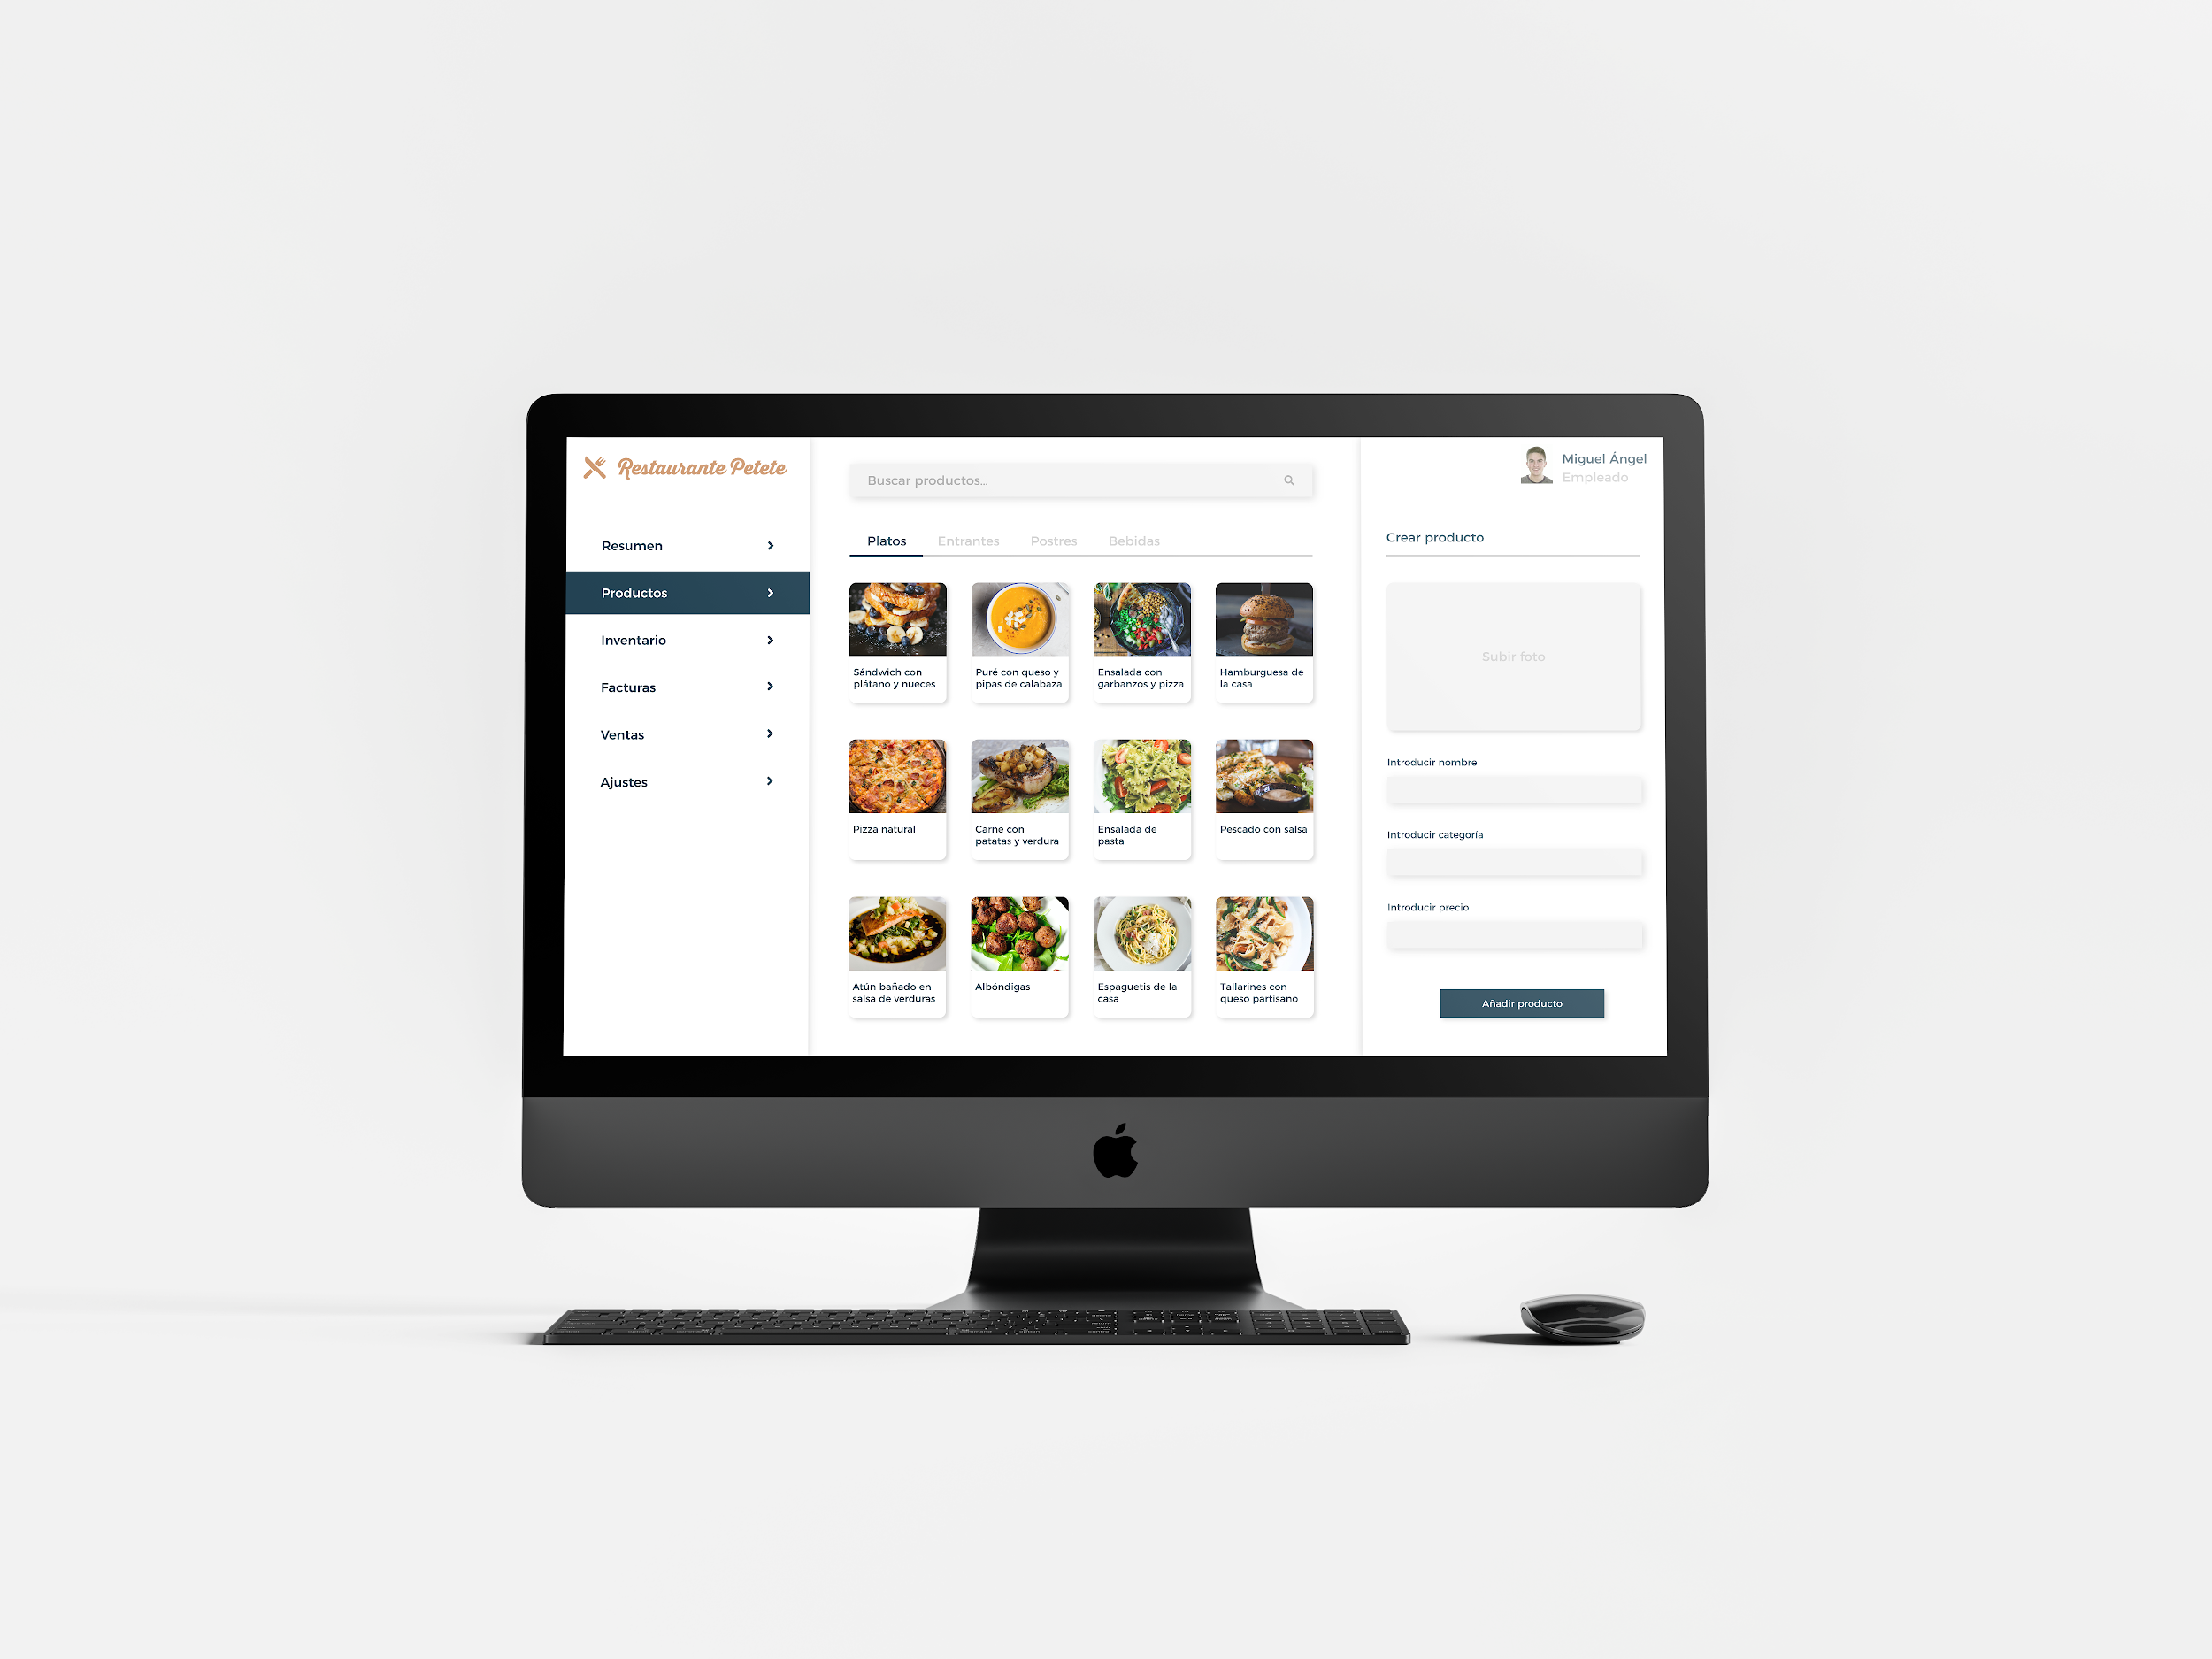 Restaurante Petete
Resumen
Productos
Inventario
Facturas
Ventas
Ajustes
Buscar productos...
Platos Entrantes Postres Bebidas
Sándwich con
plátano y nueces
Puré con queso y
pipas de calabaza
Ensalada con
garbanzos y pizza
Hamburguesa de
la casa
Pizza natural
Carne con
patatas y verdura
Ensalada de
pasta
Pescado con salsa
Atún bañado en
salsa de verduras
Albóndigas
Espaguetis de la
casa
Tallarines con
queso partisano
Miguel Ángel
Empleado
Crear producto
Subir foto
Introducir nombre
Introducir categoría
Introducir precio
Añadir producto